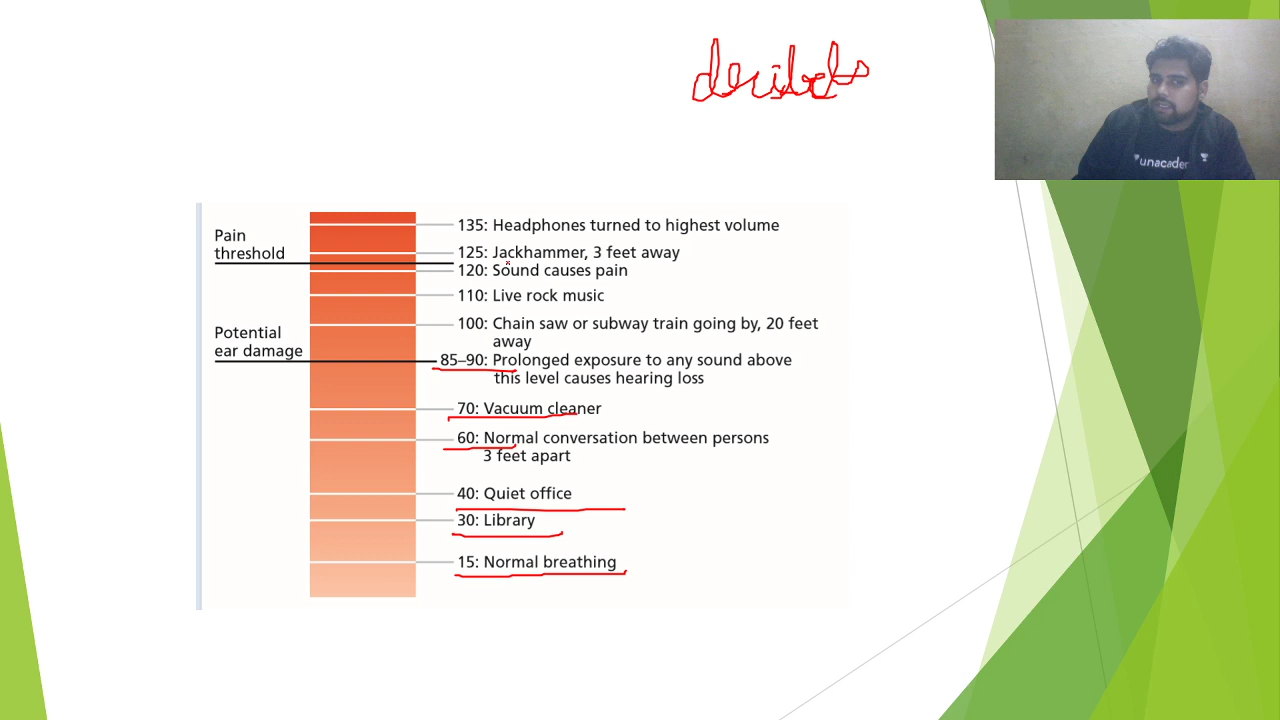 decibels
unacader
135: Headphones turned to highest volume
Pain
threshold
125: Jackhammer, 3 feet away
120: Sound causes pain
110: Live rock music
100: Chain saw or subway train going by, 20 feet
away
Potential
ear damage
85–90: Prolonged exposure to any sound above
this level causes hearing loss
70: Vacuum cleaner
60: Normal conversation between persons
3 feet apart
40: Quiet office
30: Library
15: Normal breathing